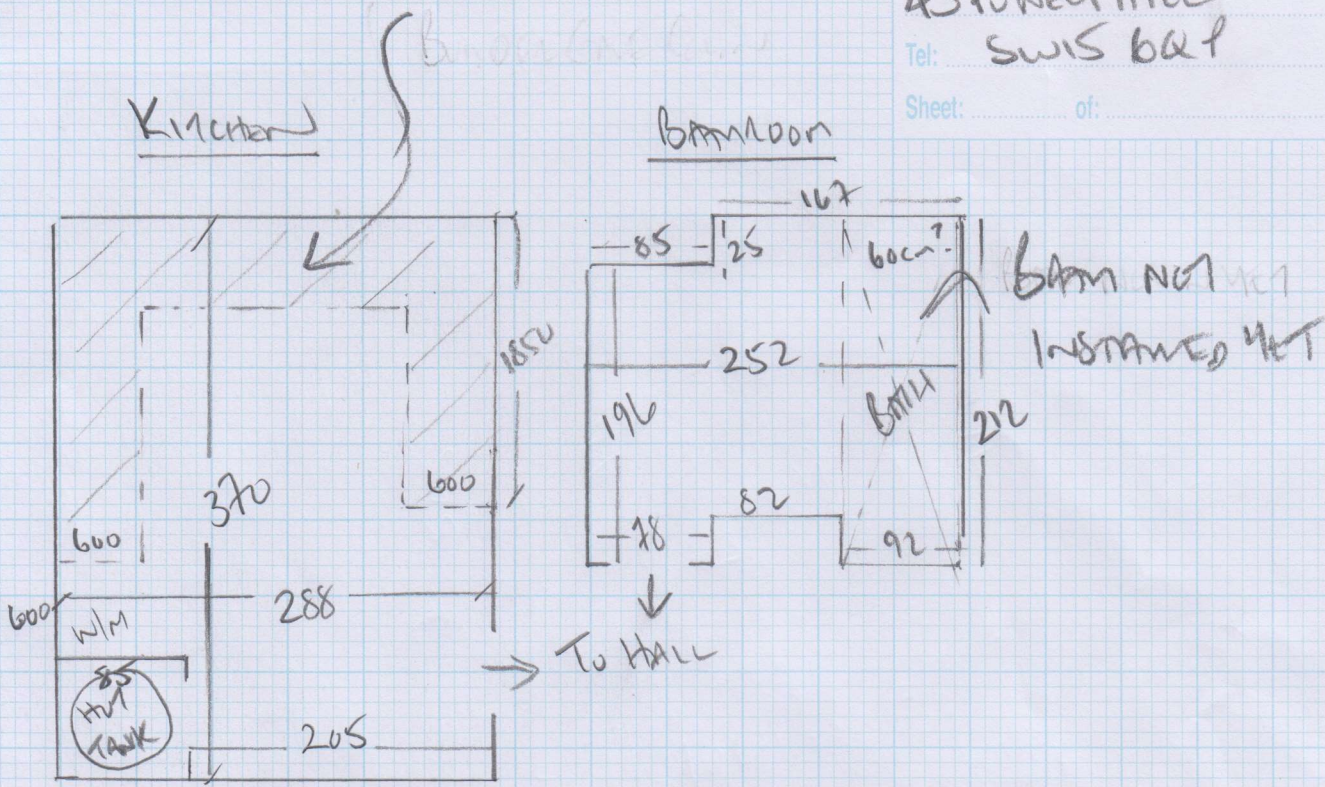 Tel: SW15 6QP
Sheet: of:
KITCHEN
BATHROOM
167
85
25
60cm?
BATH NOT
INSTALLED YET
1850
252
BATH
196
212
370
600
600
82
78
92
600
288
W/M
TO HALL
85
HOT
TANK
205